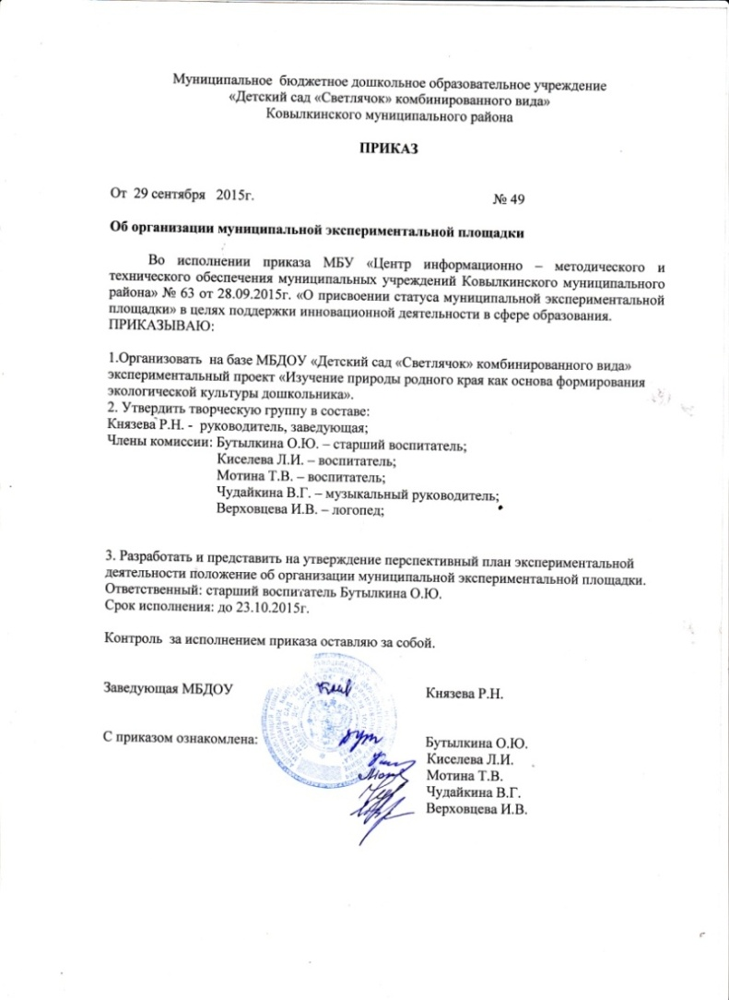 Муниципальное бюджетное дошкольное образовательное учреждение
«Детский сад «Светлячок» комбинированного вида»
Ковылкинского муниципального района
ПРИКАЗ
От 29 сентября 2015г. № 49
Об организации муниципальной экспериментальной площадки
Во исполнении приказа МБУ «Центр информационно – методического и
технического обеспечения муниципальных учреждений Ковылкинского муниципального
района» № 63 от 28.09.2015г. «О присвоении статуса муниципальной экспериментальной
площадки» в целях поддержки инновационной деятельности в сфере образования.
ПРИКАЗЫВАЮ:
1.Организовать на базе МБДОУ «Детский сад «Светлячок» комбинированного вида»
экспериментальный проект «Изучение природы родного края как основа формирования
экологической культуры дошкольника».
2. Утвердить творческую группу в составе:
Князева Р.Н. - руководитель, заведующая;
Члены комиссии: Бутылкина О.Ю. – старший воспитатель;
Киселева Л.И. – воспитатель;
Мотина Т.В. – воспитатель;
Чудайкина В.Г. – музыкальный руководитель;
Верховцева И.В. – логопед;
3. Разработать и представить на утверждение перспективный план экспериментальной
деятельности положение об организации муниципальной экспериментальной площадки.
Ответственный: старший воспитатель Бутылкина О.Ю.
Срок исполнения: до 23.10.2015г.
Контроль за исполнением приказа оставляю за собой.
Заведующая МБДОУ Князева Р.Н.
С приказом ознакомлена: Бутылкина О.Ю.
Киселева Л.И.
Мотина Т.В.
Чудайкина В.Г.
Верховцева И.В.